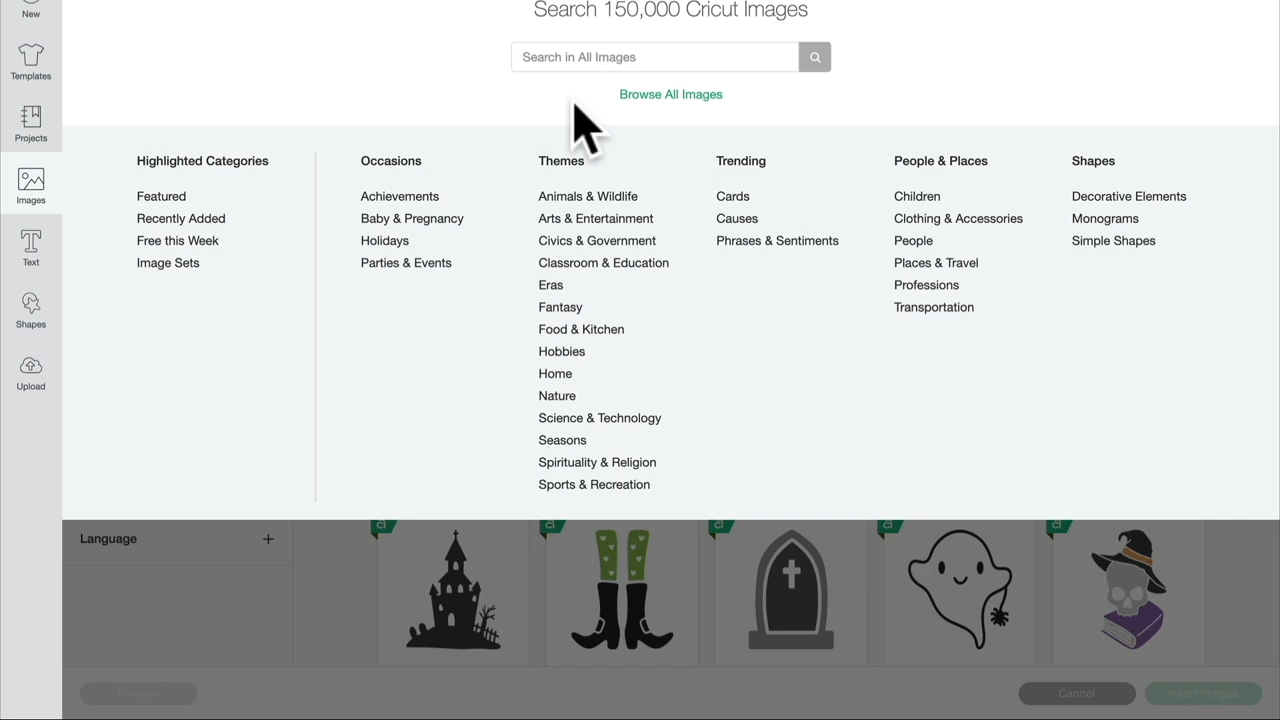 New
Templates
Projects
Images
Text
Shapes
Upload
Search 150,000 Cricut Images
Search in All Images
Browse All Images
Highlighted Categories
Featured
Recently Added
Free this Week
Image Sets
Occasions
Achievements
Baby & Pregnancy
Holidays
Parties & Events
Themes
Animals & Wildlife
Arts & Entertainment
Civics & Government
Classroom & Education
Eras
Fantasy
Food & Kitchen
Hobbies
Home
Nature
Science & Technology
Seasons
Spirituality & Religion
Sports & Recreation
Trending
Cards
Causes
Phrases & Sentiments
People & Places
Children
Clothing & Accessories
People
Places & Travel
Professions
Transportation
Shapes
Decorative Elements
Monograms
Simple Shapes
Language
Remove
Cancel
Insert Images